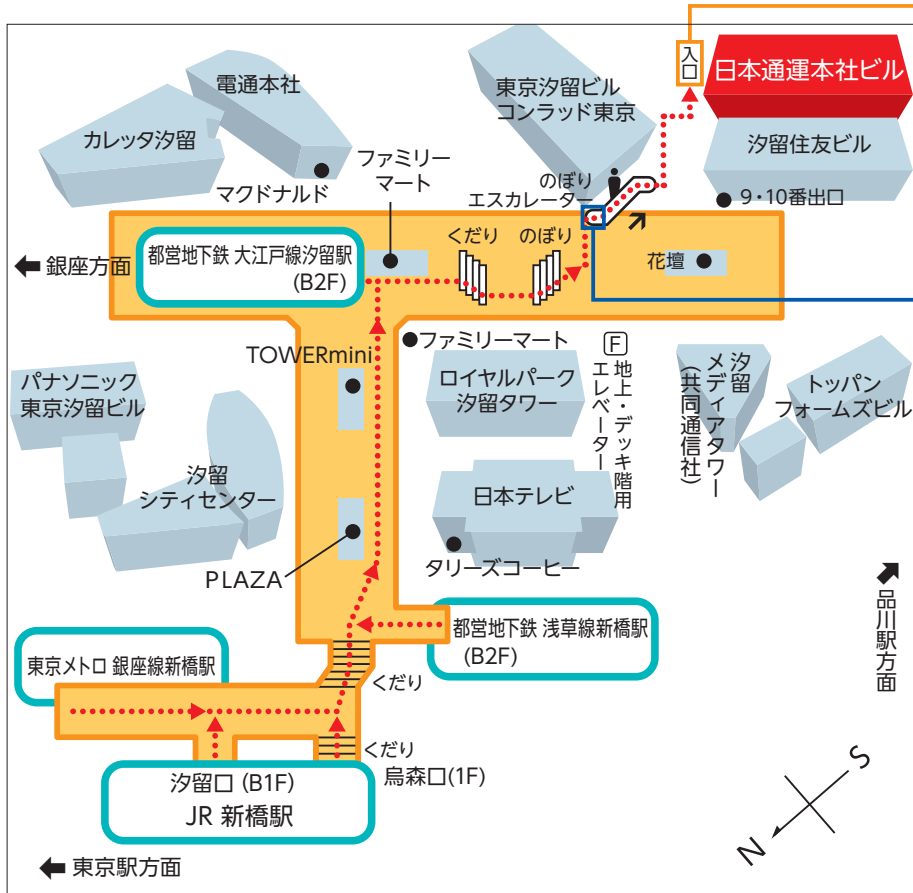 入口
日本通運本社ビル
電通本社
東京汐留ビル
コンラッド東京
カレッタ汐留
汐留住友ビル
ファミリー
マート
マクドナルド
のぼり
エスカレーター
9・10番出口
くだり
のぼり
都営地下鉄 大江戸線汐留駅
(B2F)
花壇
銀座方面
ファミリーマート
F
地上・デッキ階用
エレベーター
TOWERmini
ロイヤルパーク
汐留タワー
汐留
メディアタワー
(共同通信社)
トッパン
フォームズビル
パナソニック
東京汐留ビル
汐留
シティセンター
日本テレビ
PLAZA
タリーズコーヒー
品川駅方面
都営地下鉄 浅草線新橋駅
(B2F)
東京メトロ 銀座線新橋駅
くだり
くだり
烏森口(1F)
汐留口 (B1F)
JR 新橋駅
S
N
東京駅方面